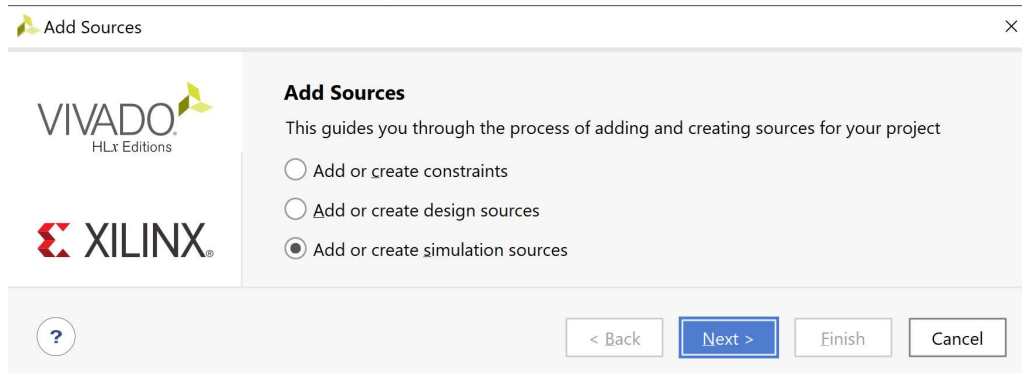 Add Sources
VIVADO.
HLx Editions
XILINX®
Add Sources
This guides you through the process of adding and creating sources for your project
Add or create constraints
Add or create design sources
Add or create simulation sources
?
< Back
Next >
Finish
Cancel